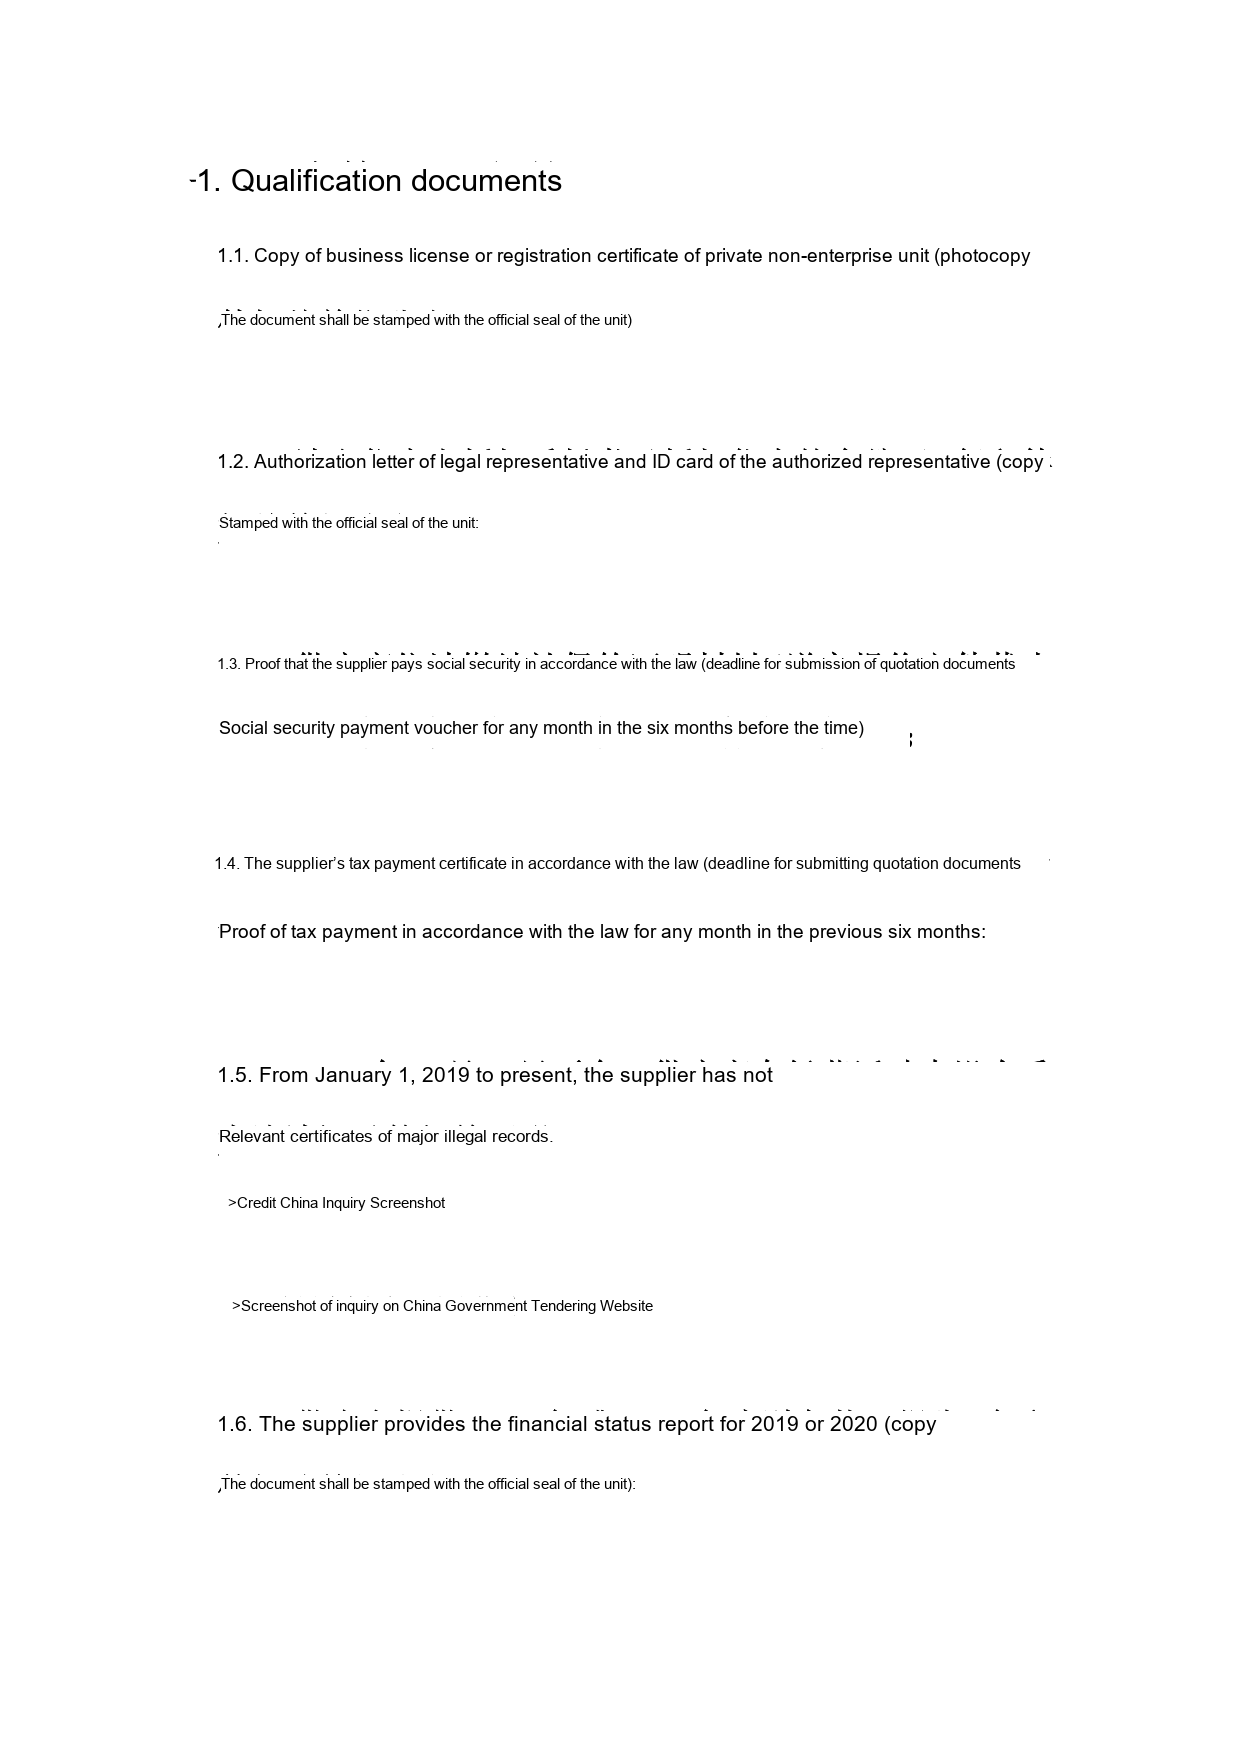 1. Qualification documents
1.1. Copy of business license or registration certificate of private non-enterprise unit (photocopy
The document shall be stamped with the official seal of the unit)
1.2. Authorization letter of legal representative and ID card of the authorized representative (copy
Stamped with the official seal of the unit:
1.3. Proof that the supplier pays social security in accordance with the law (deadline for submission of quotation documents
Social security payment voucher for any month in the six months before the time)
1.4. The supplier’s tax payment certificate in accordance with the law (deadline for submitting quotation documents
Proof of tax payment in accordance with the law for any month in the previous six months:
1.5. From January 1, 2019 to present, the supplier has not
Relevant certificates of major illegal records.
>Credit China Inquiry Screenshot
>Screenshot of inquiry on China Government Tendering Website
1.6. The supplier provides the financial status report for 2019 or 2020 (copy
The document shall be stamped with the official seal of the unit):